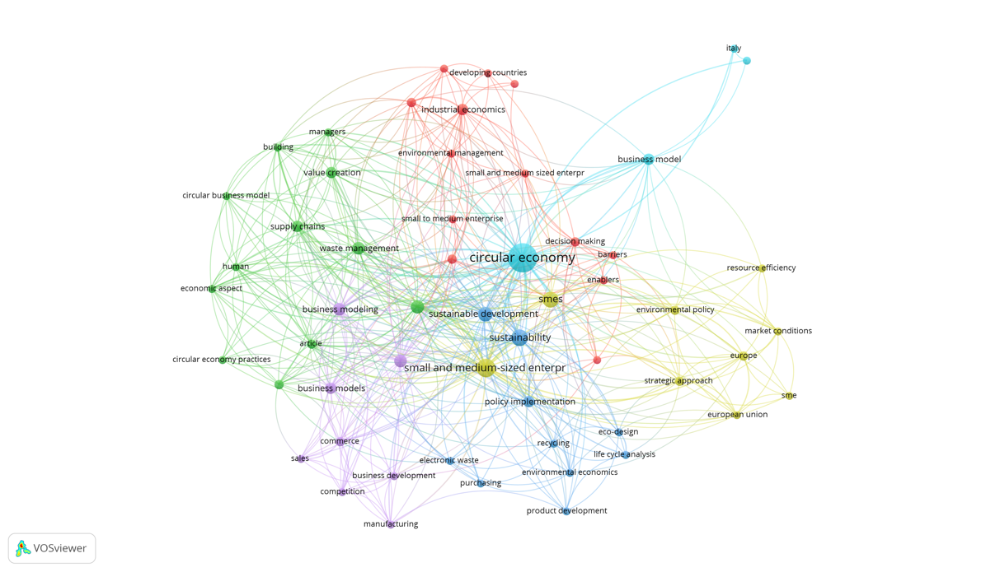 italy
developing countries
industrial economics
managers
building
environmental management
business model
value creation
small and medium sized enterpr
circular business model
small to medium enterprise
supply chains
decision making
waste management
circular economy
barriers
human
resource efficiency
enablers
economic aspect
smes
business modeling
sustainable development
environmental policy
market conditions
sustainability
article
circular economy practices
europe
small and medium-sized enterpr
strategic approach
business models
sme
policy implementation
european union
eco-design
commerce
recycling
life cycle analysis
sales
electronic waste
environmental economics
business development
purchasing
competition
product development
manufacturing
VOSviewer